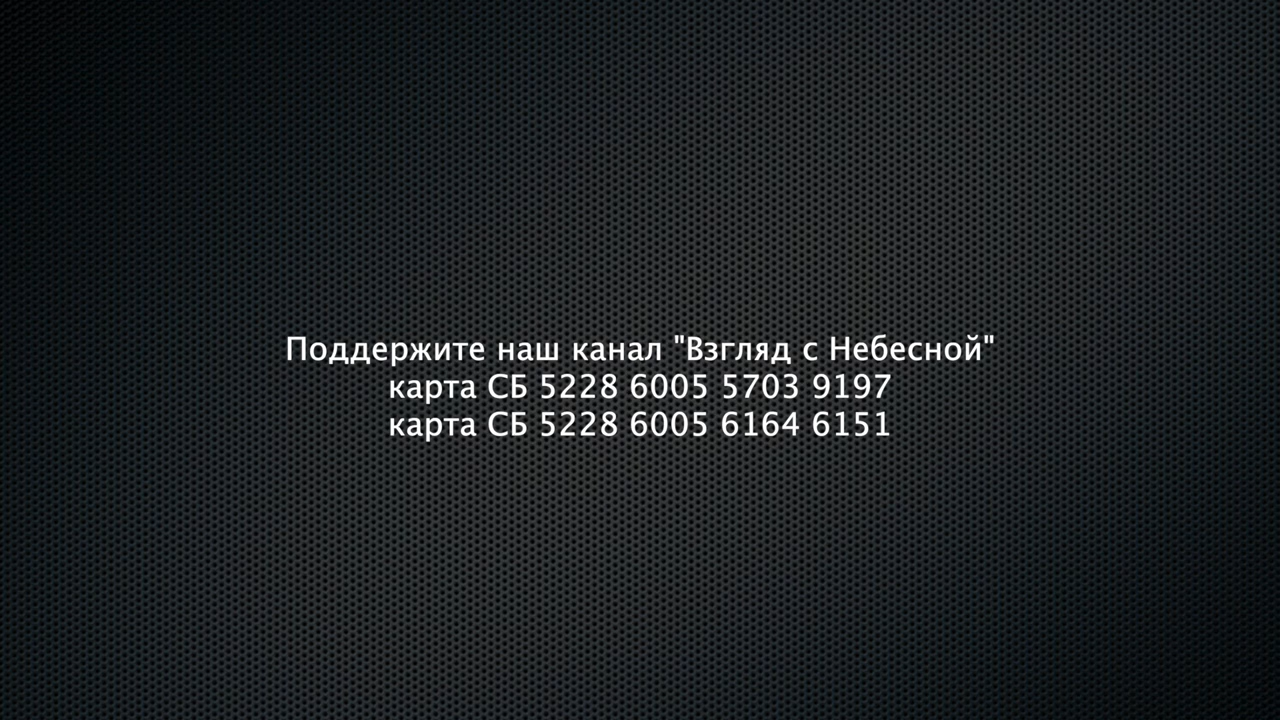 Поддержите наш канал "Взгляд с Небесной"
карта СБ 5228 6005 5703 9197
карта СБ 5228 6005 6164 6151